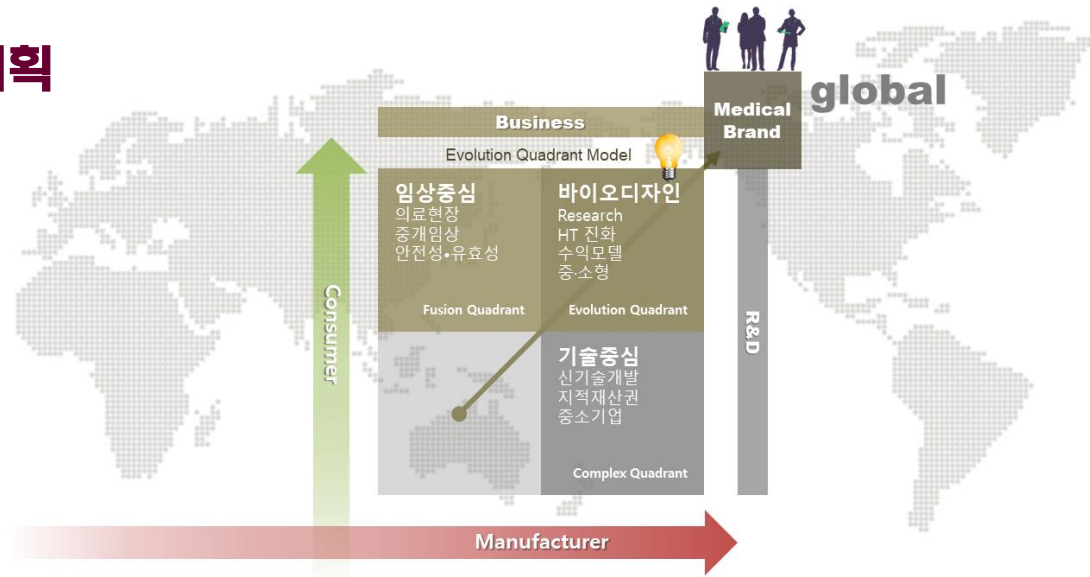 획
global
Medical
Brand
Business
Evolution Quadrant Model
임상중심
의료현장
중개임상
안전성•유효성
Fusion Quadrant
바이오디자인
Research
HT 진화
수익모델
중·소형
Evolution Quadrant
Consumer
R&D
기술중심
신기술개발
지적재산권
중소기업
Complex Quadrant
Manufacturer